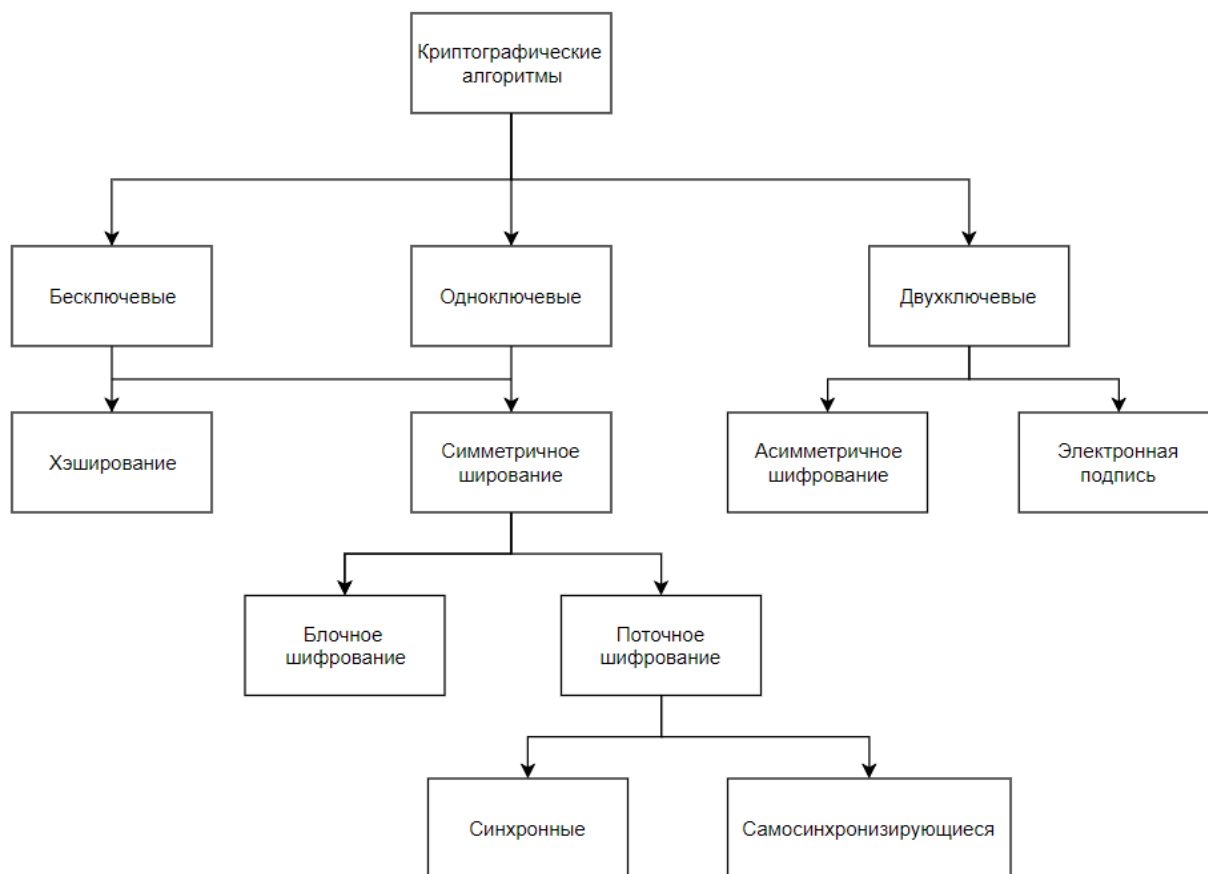 Криптографические
алгоритмы
Бесключевые
Одноключевые
Двухключевые
Хэширование
Симметричное
ширование
Асимметричное
шифрование
Электронная
подпись
Блочное
шифрование
Поточное
шифрование
Синхронные
Самосинхронизирующиеся